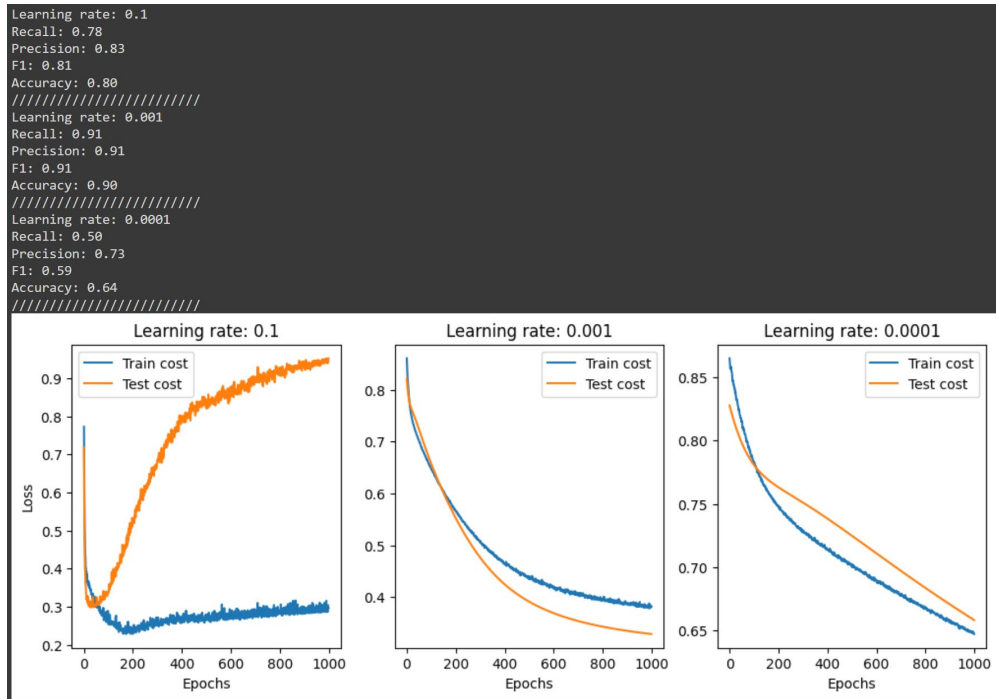 Learning rate: 0.1
Recall: 0.78
Precision: 0.83
F1: 0.81
Accuracy: 0.80
/////////////////////////
Learning rate: 0.001
Recall: 0.91
Precision: 0.91
F1: 0.91
Accuracy: 0.90
/////////////////////////
Learning rate: 0.0001
Recall: 0.50
Precision: 0.73
F1: 0.59
Accuracy: 0.64
/////////////////////////
Learning rate: 0.1
Train cost
Test cost
0.9
0.8
0.7
0.6
0.5
0.4
0.3
0.2
Loss
0 200 400 600 800 1000
Epochs
Learning rate: 0.001
Train cost
Test cost
0.8
0.7
0.6
0.5
0.4
0 200 400 600 800 1000
Epochs
Learning rate: 0.0001
Train cost
Test cost
0.85
0.80
0.75
0.70
0.65
0 200 400 600 800 1000
Epochs